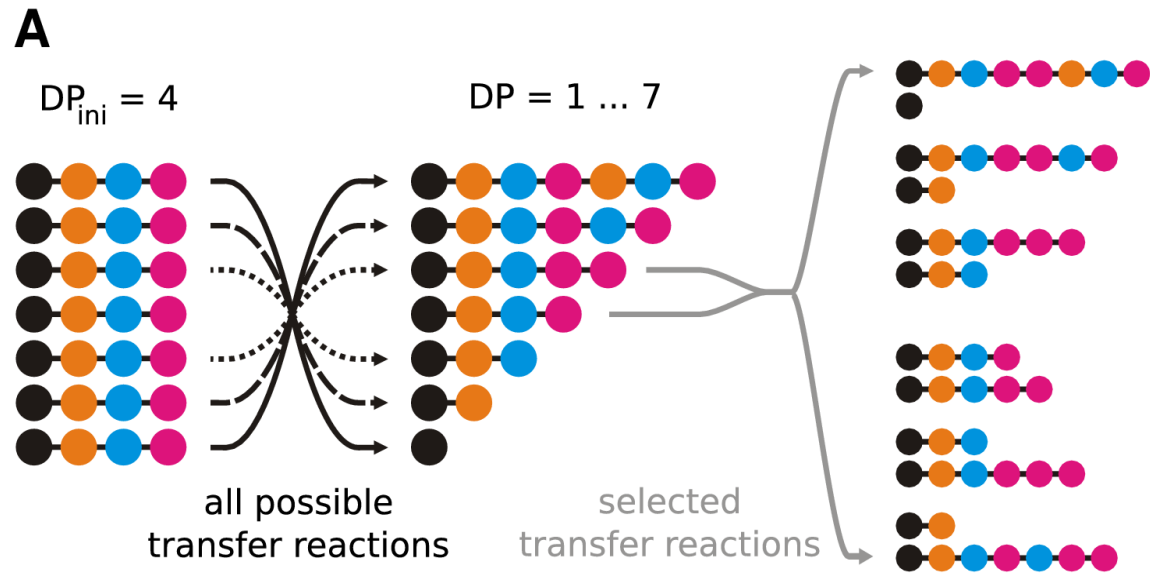 A
DPini = 4
DP = 1 ... 7
all possible
transfer reactions
selected
transfer reactions